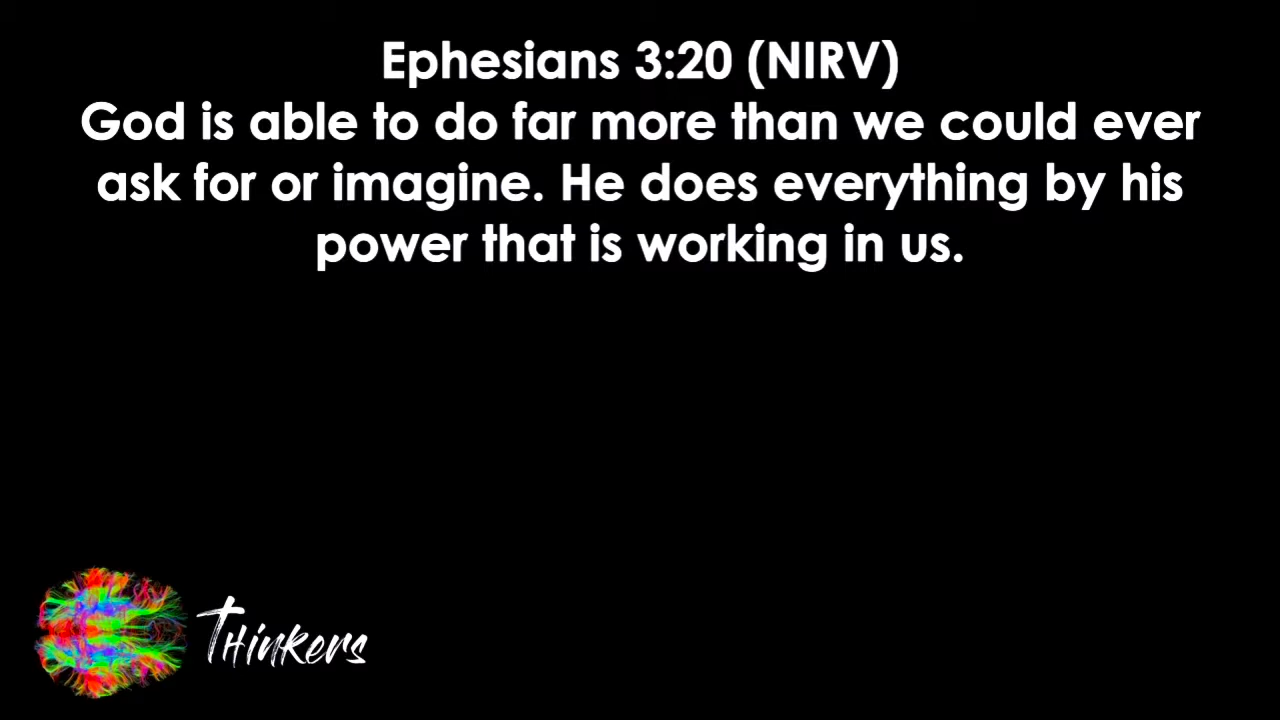 Ephesians 3:20 (NIRV)
God is able to do far more than we could ever
ask for or imagine. He does everything by his
power that is working in us.
THinkers